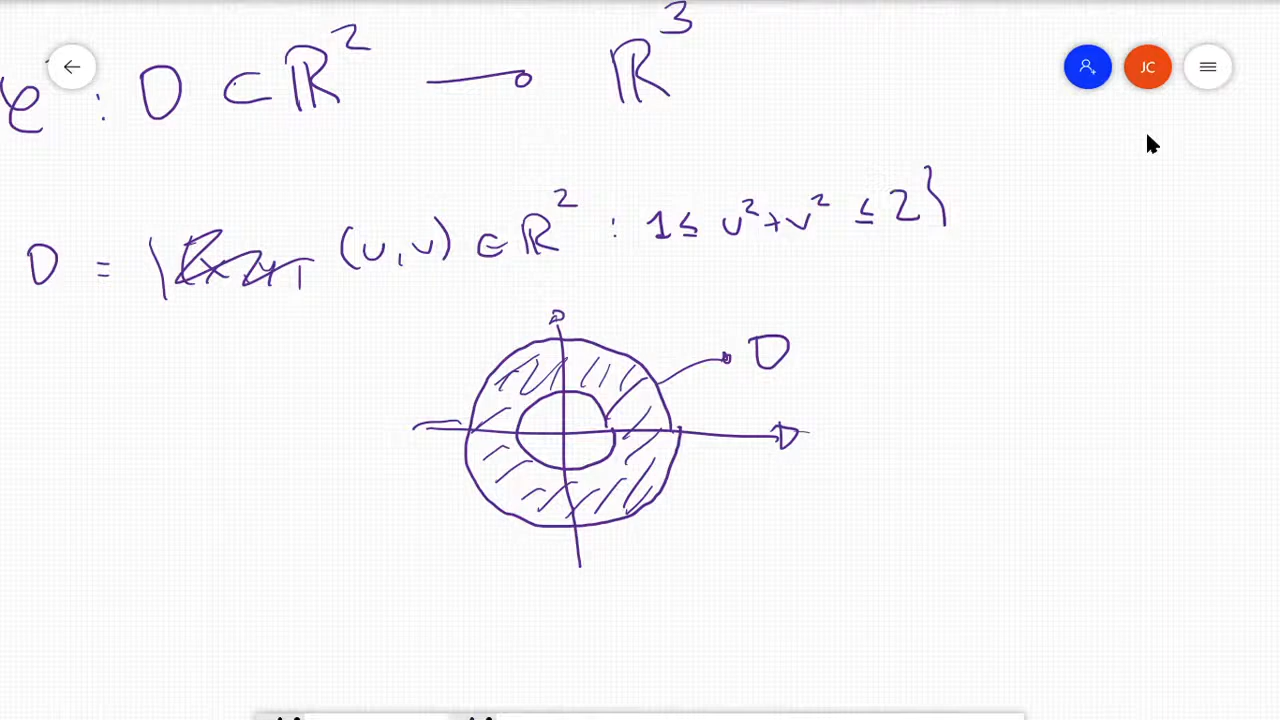 φ : D ⊂ ℝ² → ℝ³
JC
D = { (u,v) ∈ ℝ² : 1 ≤ u²+v² ≤ 2}
D